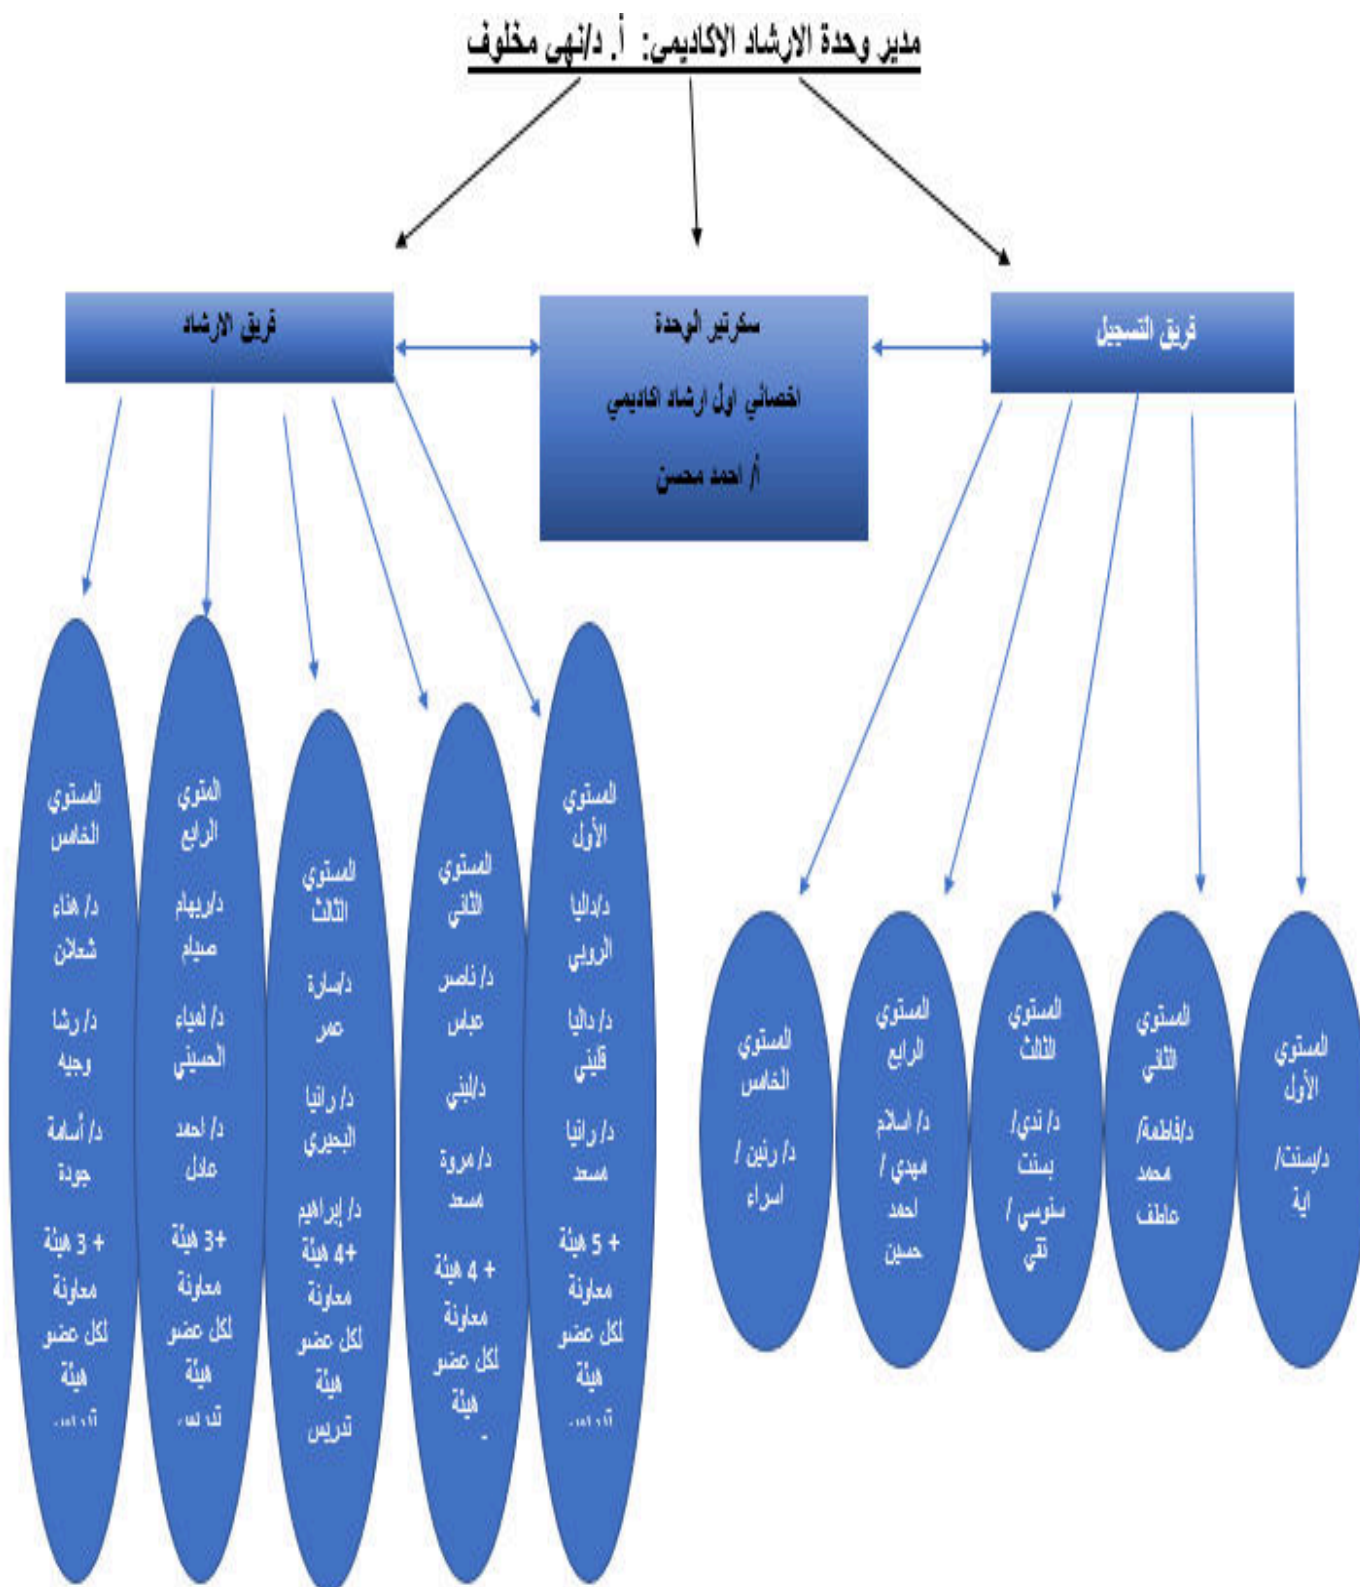 مدير وحدة الارشاد الاكاديمى: أ. د/نهى مخلوف
فريق التسجيل
سكرتير الوحدة
اخصائي اول ارشاد اكاديمي
أ/ احمد محسن
فريق الارشاد
المستوي
الأول
د/بسنت/
اية
المستوي
الثاني
د/فاطمة/
محمد
عاطف
المستوي
الثالث
د/ ندي/
بسنت
سنوسي /
تقي
المستوي
الرابع
د/ اسلام
مهدي /
احمد
حسين
المستوي
الخامس
د/ رنين /
اسراء
المستوي
الأول
د/داليا
الروبي
د/ داليا
قليني
د/ رانيا
مسعد
+ 5 هيئة
معاونة
لكل عضو
هيئة
تدريس
المستوي
الثاني
د/ ناصر
عباس
د/لبني
د/ مروة
مسعد
+ 4 هيئة
معاونة
لكل عضو
هيئة
المستوي
الثالث
د/سارة
عمر
د/ رانيا
البحيري
د/ إبراهيم
+4 هيئة
معاونة
لكل عضو
هيئة
تدريس
المتوي
الرابع
د/ريهام
صيام
د/ لمياء
الحسيني
د/ احمد
عادل
+3 هيئة
معاونة
لكل عضو
هيئة
تدريس
المستوي
الخامس
د/ هناء
شعلان
د/ رشا
وجيه
د/ أسامة
جودة
+ 3 هيئة
معاونة
لكل عضو
هيئة
تدريس